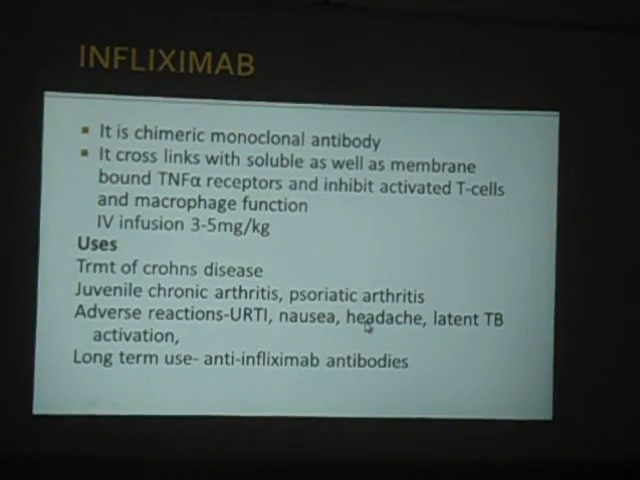 INFLIXIMAB
▪ It is chimeric monoclonal antibody
▪ It cross links with soluble as well as membrane
bound TNFα receptors and inhibit activated T-cells
and macrophage function
IV infusion 3-5mg/kg
Uses
Trmt of crohns disease
Juvenile chronic arthritis, psoriatic arthritis
Adverse reactions-URTI, nausea, headache, latent TB
activation,
Long term use- anti-infliximab antibodies